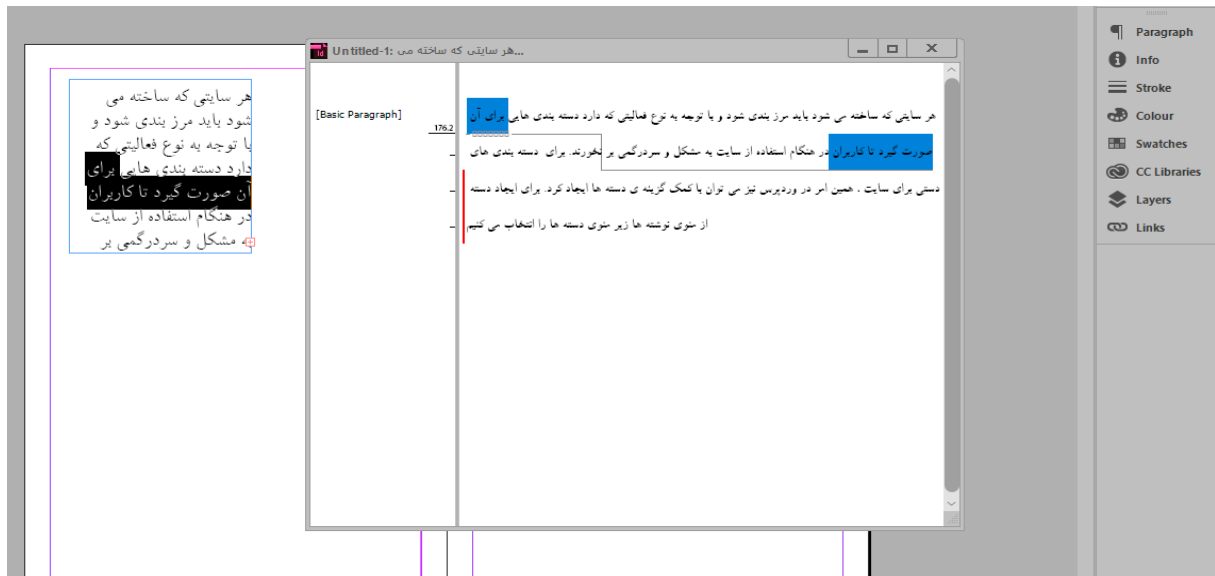 Paragraph
Info
Stroke
Colour
Swatches
CC Libraries
Layers
Links
Untitled-1: هر سایتی که ساخته می...
هر سایتی که ساخته می
شود باید مرز بندی شود و
با توجه به نوع فعالیتی که
دارد دسته بندی هایی برای
آن صورت گیرد تا کاربران
در هنگام استفاده از سایت
به مشکل و سردرگمی بر
[Basic Paragraph]
176.2
هر سایتی که ساخته می شود باید مرز بندی شود و با توجه به نوع فعالیتی که دارد دسته بندی هایی برای آن
صورت گیرد تا کاربران در هنگام استفاده از سایت به مشکل و سردرگمی بر نخورند. برای دسته بندی های
دستی برای سایت ، همین امر در وردپرس نیز می توان با کمک گزینه ی دسته ها ایجاد کرد. برای ایجاد دسته
از منوی نوشته ها زیر منوی دسته ها را انتخاب می کنیم